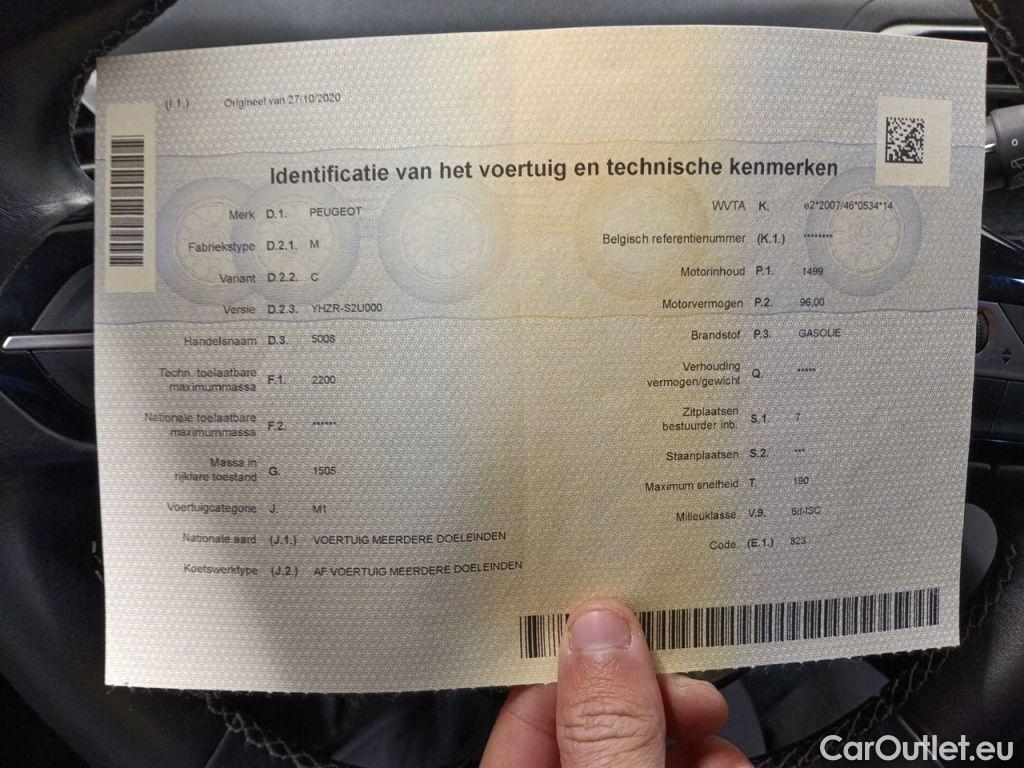 (I.1.) Origineel van 27/10/2020
Identificatie van het voertuig en technische kenmerken
Merk D.1. PEUGEOT
Fabriekstype D.2.1. M
Variant D.2.2. C
Versie D.2.3. YHZR-S2U000
Handelsnaam D.3. 5008
Techn. toelaatbare
maximummassa F.1. 2200
Nationale toelaatbare
maximummassa F.2. ******
Massa in
rijklare toestand G. 1505
Voertuigcategorie J. M1
Nationale aard (J.1.) VOERTUIG MEERDERE DOELEINDEN
Koetswerktype (J.2.) AF VOERTUIG MEERDERE DOELEINDEN
WVTA K. e2*2007/46*0534*14
Belgisch referentienummer (K.1.) ********
Motorinhoud P.1. 1499
Motorvermogen P.2. 96,00
Brandstof P.3. GASOLIE
Verhouding
vermogen/gewicht Q. *****
Zitplaatsen
bestuurder inb. S.1. 7
Staanplaatsen S.2. ***
Maximum snelheid T. 190
Milieuklasse V.9. 6d-ISC
Code (E.1.) 823
CarOutlet.eu